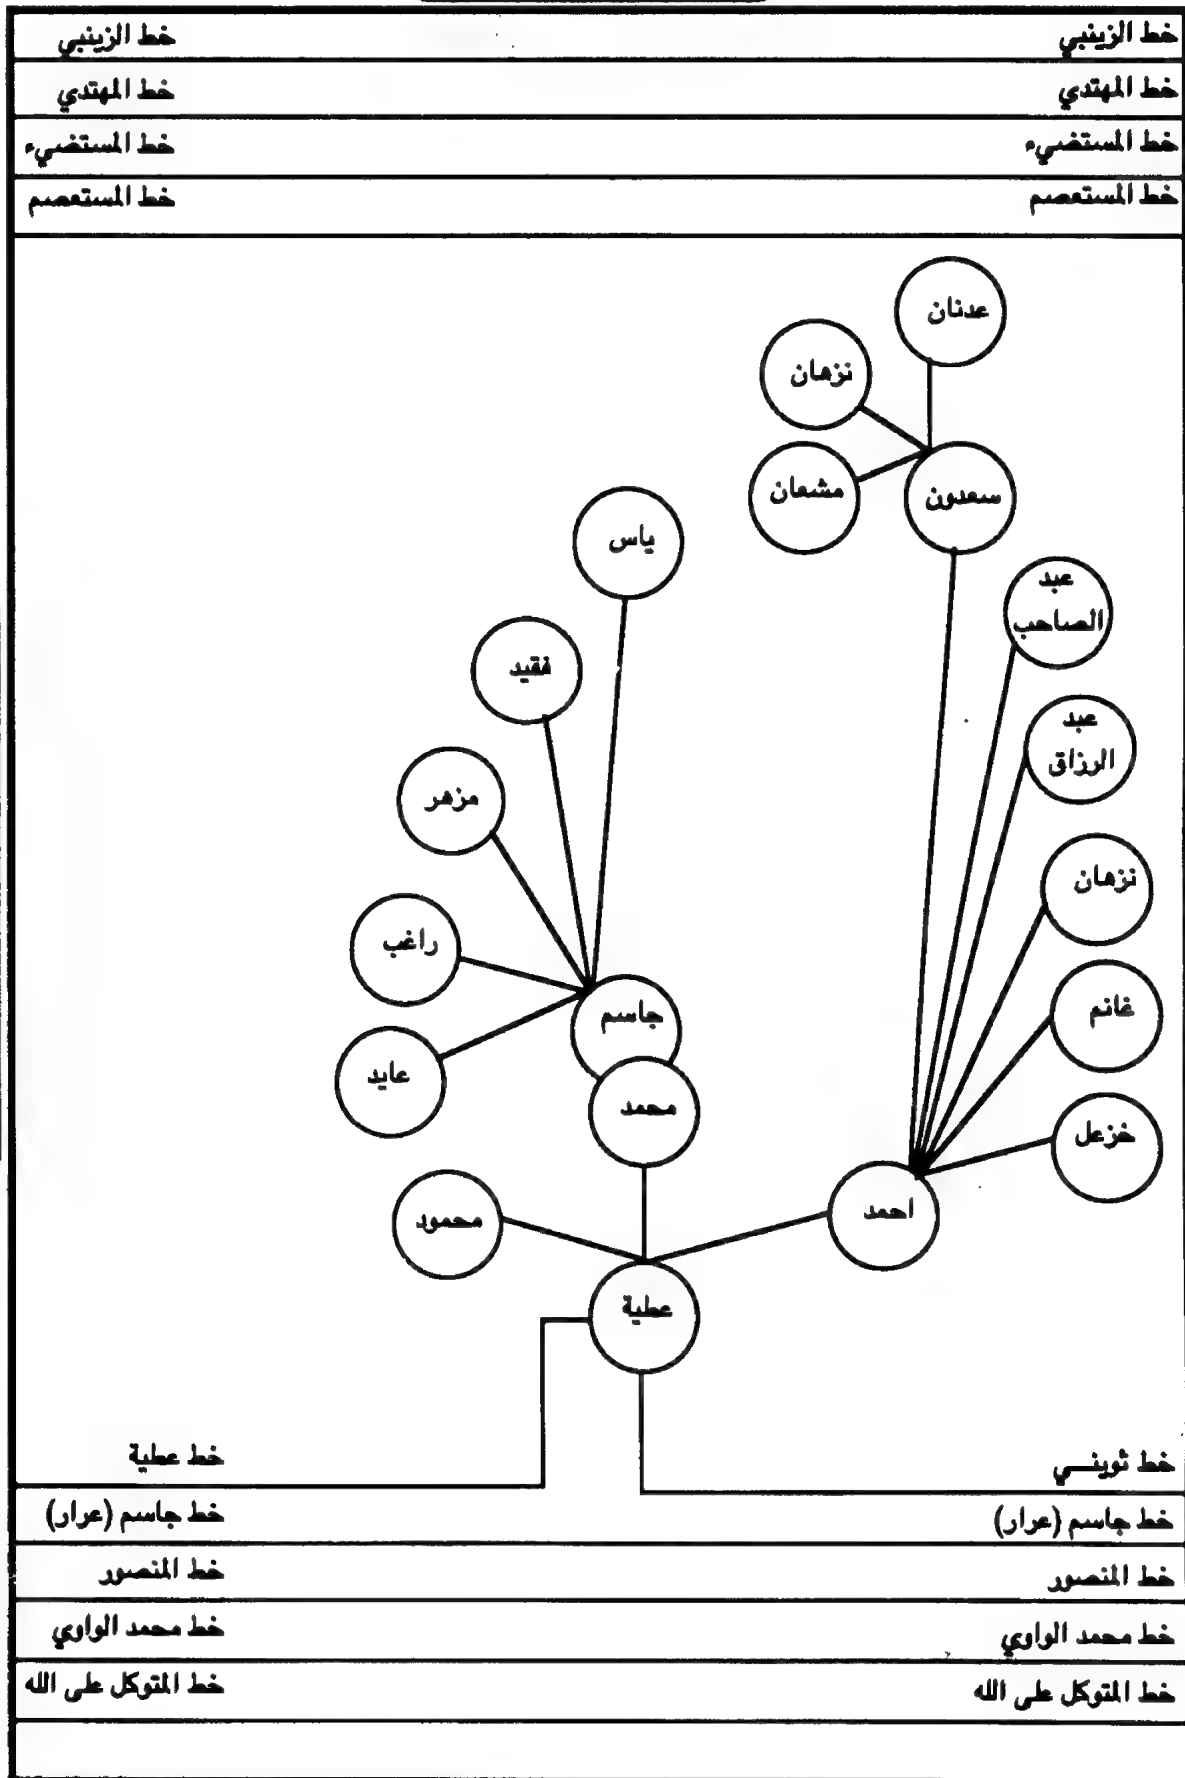 خط الزينبي
خط الزينبي
خط المهتدي
خط المهتدي
خط المستضيء
خط المستضيء
خط المستعصم
خط المستعصم
عدنان
نزهان
سعدون
مشعان
ياس
عبد
الصاحب
فقيد
عبد
الرزاق
مزهر
نزهان
راغب
غانم
جاسم
عايد
محمد
خزعل
احمد
محمود
عطية
خط ثوينـــي
خط عطية
خط جاسم (عرار)
خط جاسم (عرار)
خط المنصور
خط المنصور
خط محمد الواوي
خط محمد الواوي
خط المتوكل على الله
خط المتوكل على الله